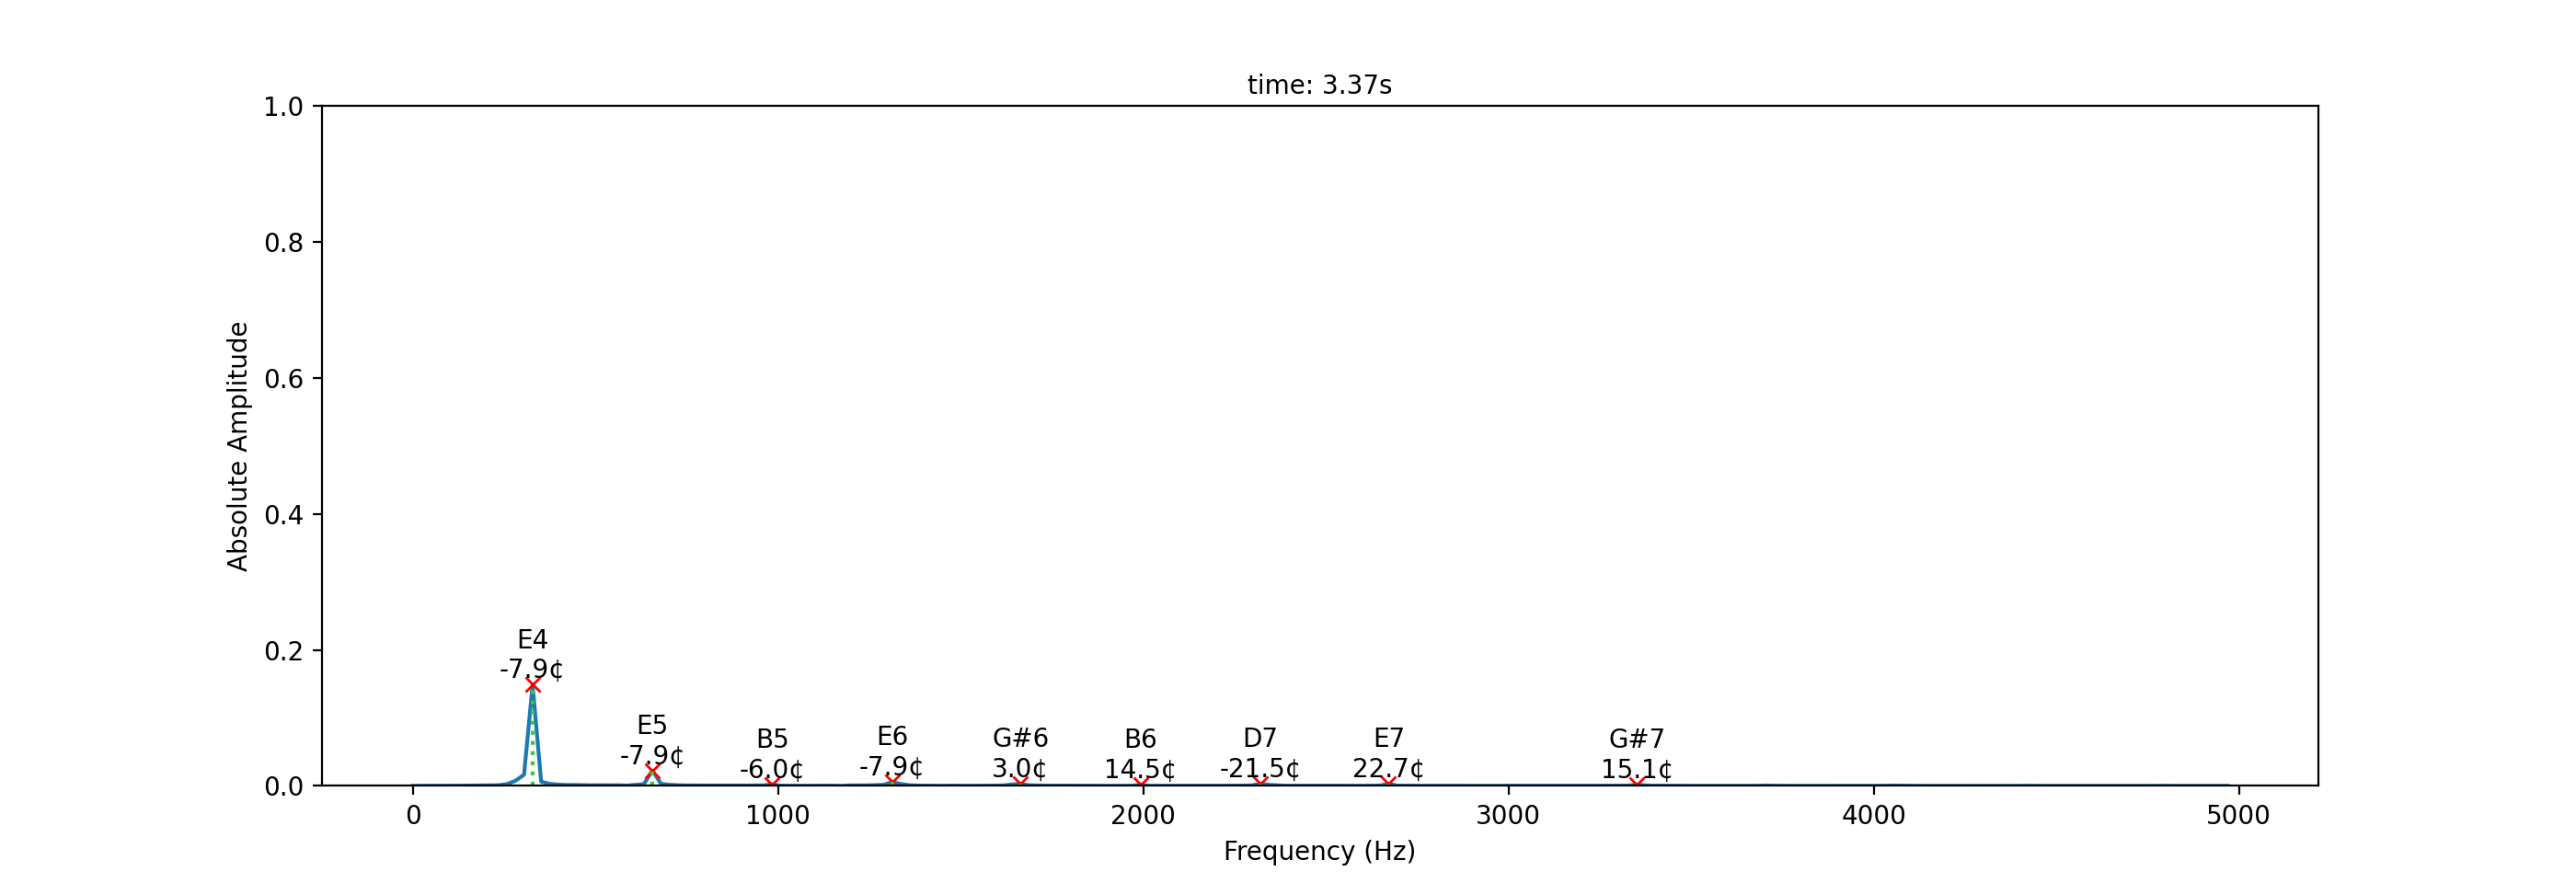 time: 3.37s
1.0
0.8
0.6
0.4
0.2
0.0
Absolute Amplitude
E4
-7.9¢
E5
-7.9¢
B5
-6.0¢
E6
-7.9¢
G#6
3.0¢
B6
14.5¢
D7
-21.5¢
E7
22.7¢
G#7
15.1¢
0 1000 2000 3000 4000 5000
Frequency (Hz)